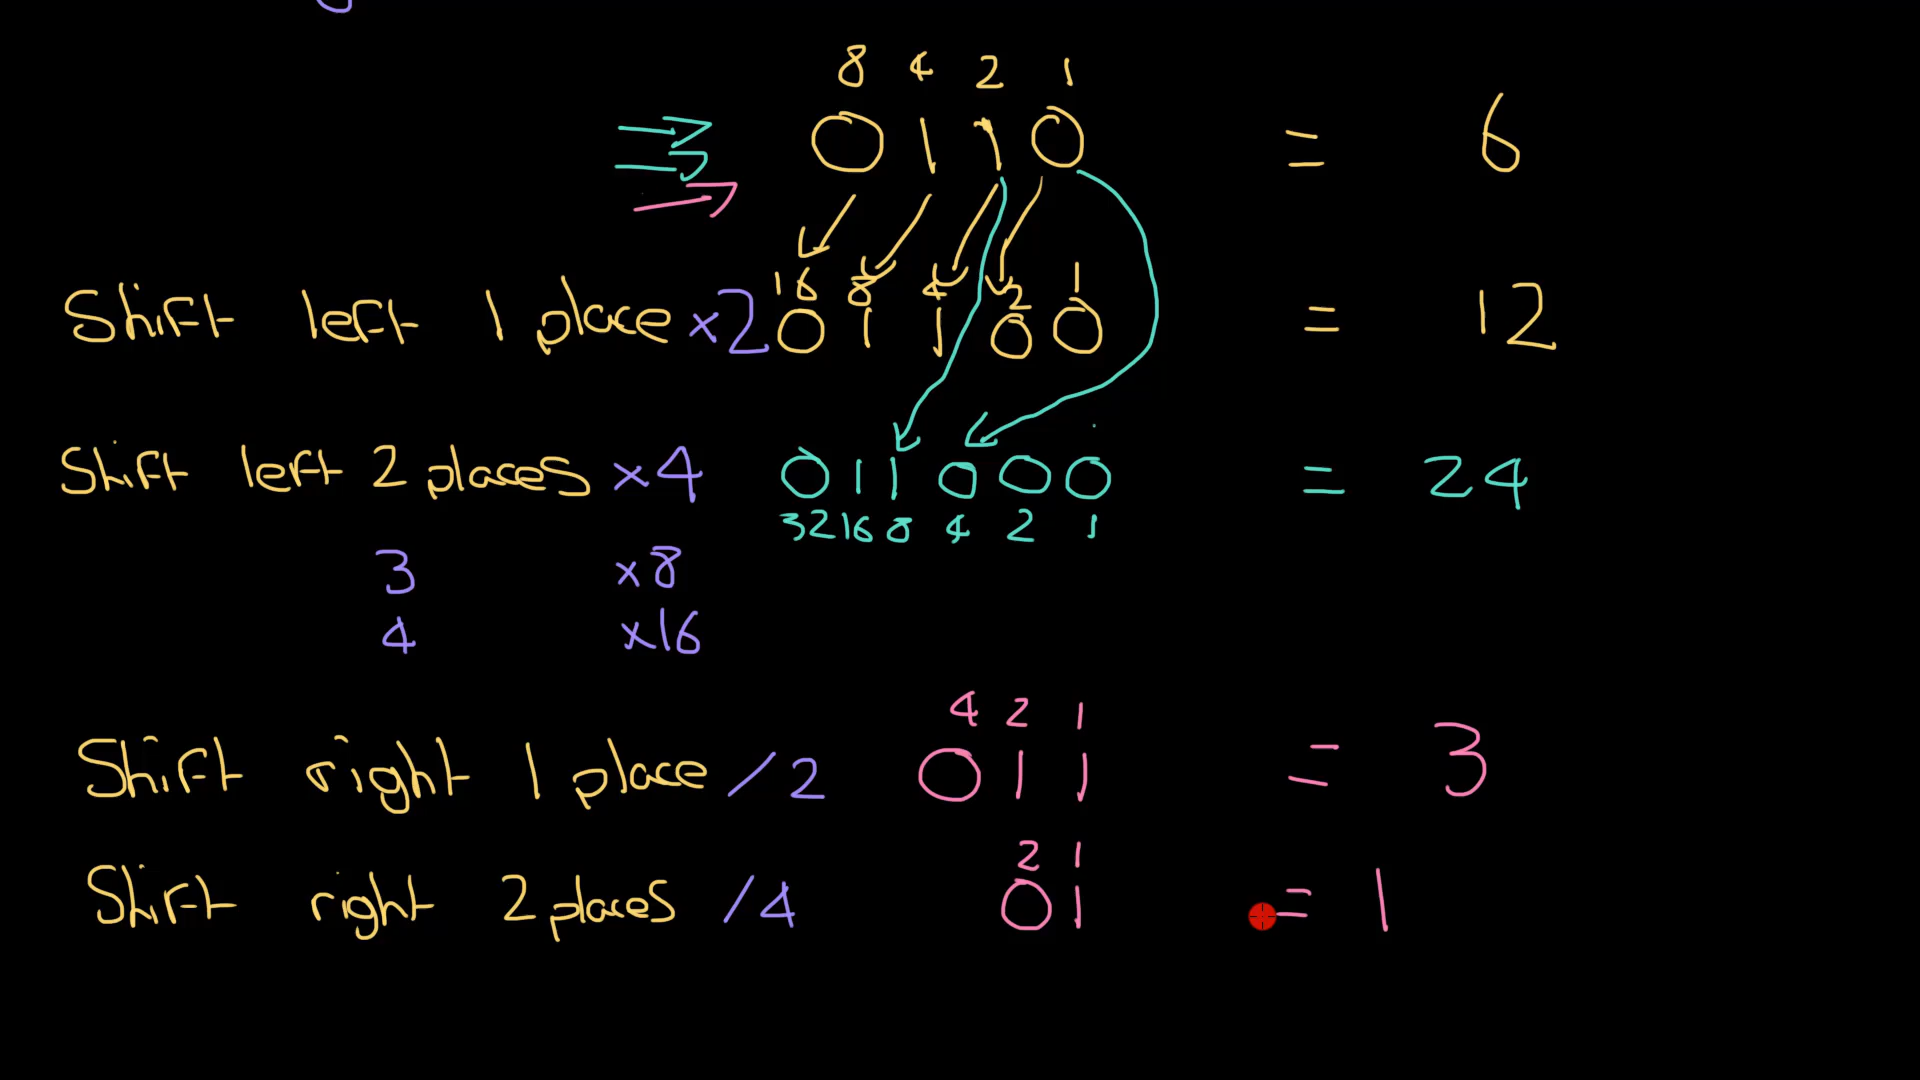 8 4 2 1
0 1 1 0 = 6
16 8 4 2 1
Shift left 1 place ×2 0 1 1 0 0 = 12
Shift left 2 places ×4 0 1 1 0 0 0 = 24
32 16 8 4 2 1
3 ×8
4 ×16
4 2 1
Shift right 1 place /2 0 1 1 = 3
2 1
Shift right 2 places /4 0 1 = 1